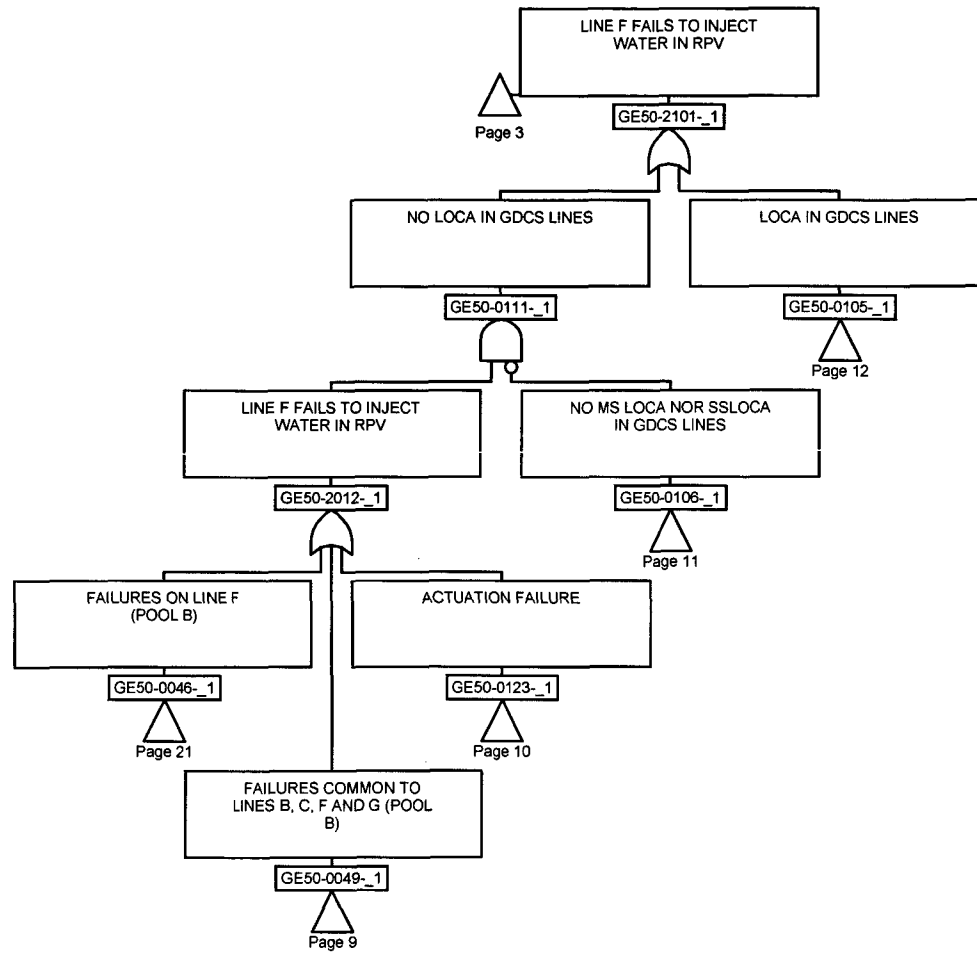 LINE F FAILS TO INJECT
WATER IN RPV
Page 3
GE50-2101-_1
NO LOCA IN GDCS LINES
LOCA IN GDCS LINES
GE50-0111-_1
GE50-0105-_1
Page 12
LINE F FAILS TO INJECT
WATER IN RPV
NO MS LOCA NOR SSLOCA
IN GDCS LINES
GE50-2012-_1
GE50-0106-_1
Page 11
FAILURES ON LINE F
(POOL B)
ACTUATION FAILURE
GE50-0046-_1
GE50-0123-_1
Page 21
Page 10
FAILURES COMMON TO
LINES B, C, F AND G (POOL
B)
GE50-0049-_1
Page 9